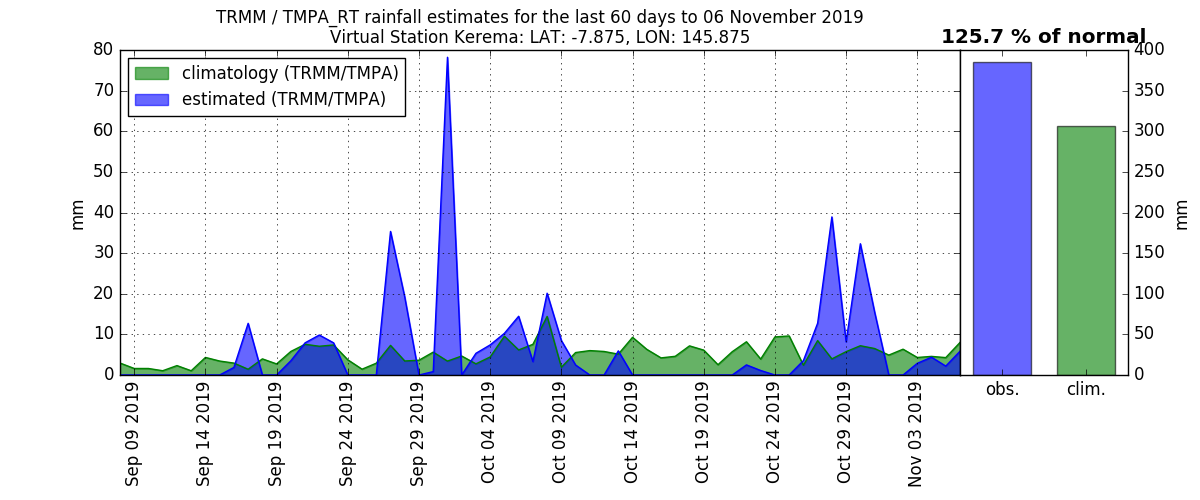 TRMM / TMPA_RT rainfall estimates for the last 60 days to 06 November 2019
Virtual Station Kerema: LAT: -7.875, LON: 145.875
125.7 % of normal
climatology (TRMM/TMPA)
estimated (TRMM/TMPA)
80
70
60
50
40
30
20
10
0
mm
Sep 09 2019
Sep 14 2019
Sep 19 2019
Sep 24 2019
Sep 29 2019
Oct 04 2019
Oct 09 2019
Oct 14 2019
Oct 19 2019
Oct 24 2019
Oct 29 2019
Nov 03 2019
obs.
clim.
400
350
300
250
200
150
100
50
0
mm